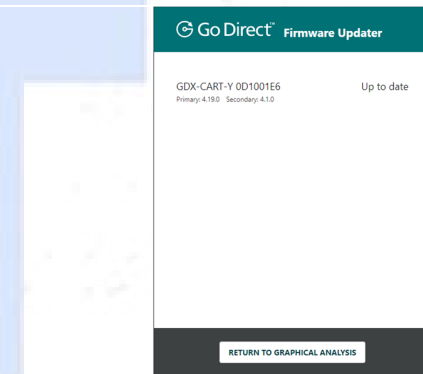 Go Direct™ Firmware Updater
GDX-CART-Y 0D1001E6 Up to date
Primary: 4.19.0 Secondary: 4.1.0
RETURN TO GRAPHICAL ANALYSIS